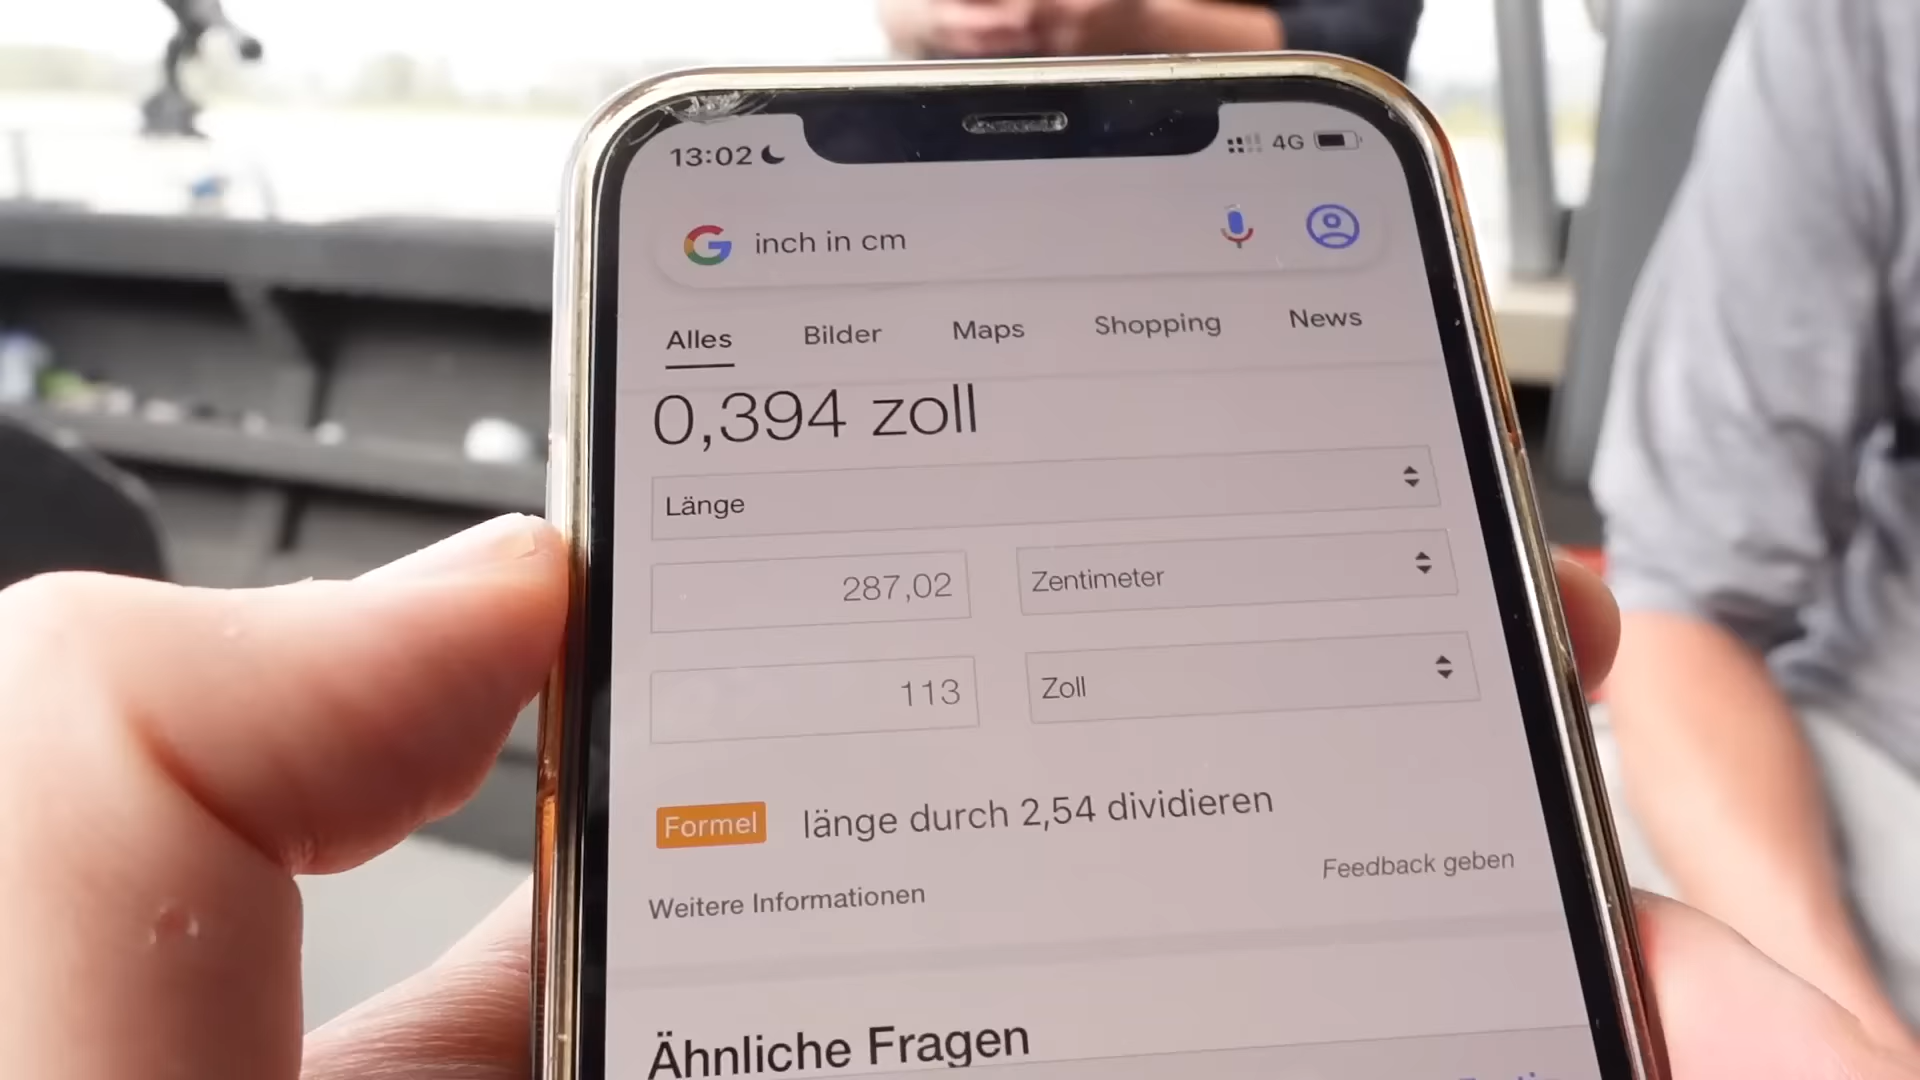 13:02
4G
inch in cm
Alles Bilder Maps Shopping News
0,394 zoll
Länge
287,02 Zentimeter
113 Zoll
Formel länge durch 2,54 dividieren
Feedback geben
Weitere Informationen
Ähnliche Fragen